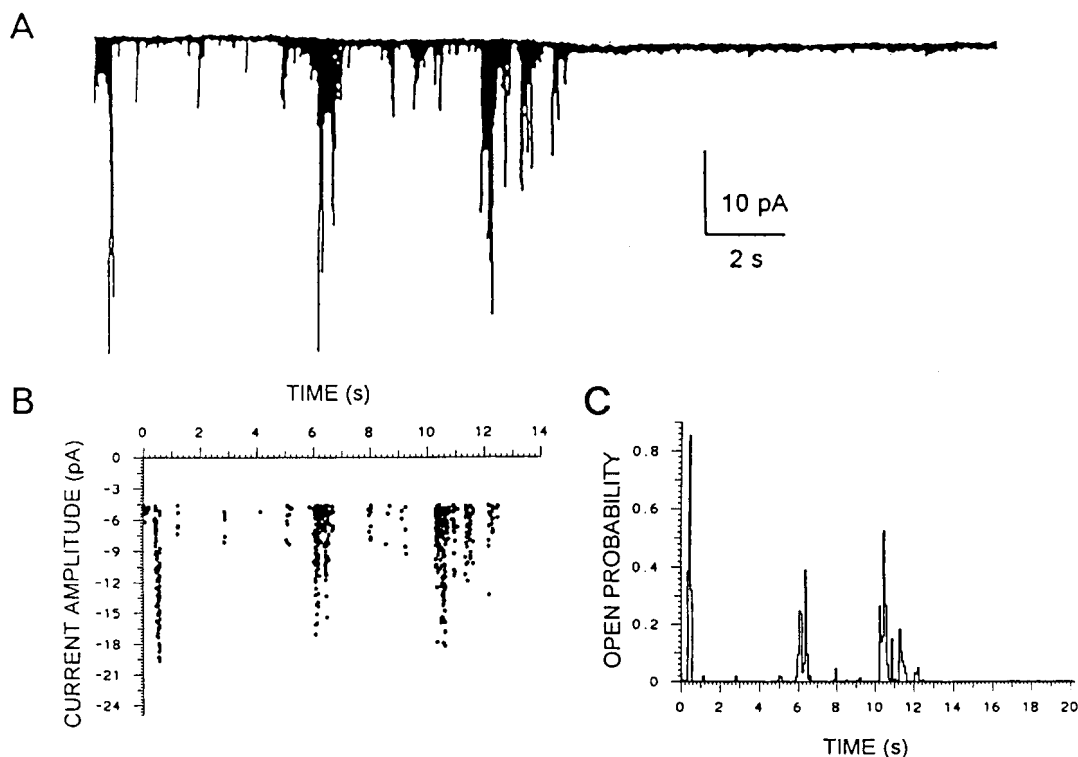 A
10 pA
2 s
B
TIME (s)
0 2 4 6 8 10 12 14
CURRENT AMPLITUDE (pA)
0
-3
-6
-9
-12
-15
-18
-21
-24
C
OPEN PROBABILITY
0.8
0.6
0.4
0.2
0
0 2 4 6 8 10 12 14 16 18 20
TIME (s)